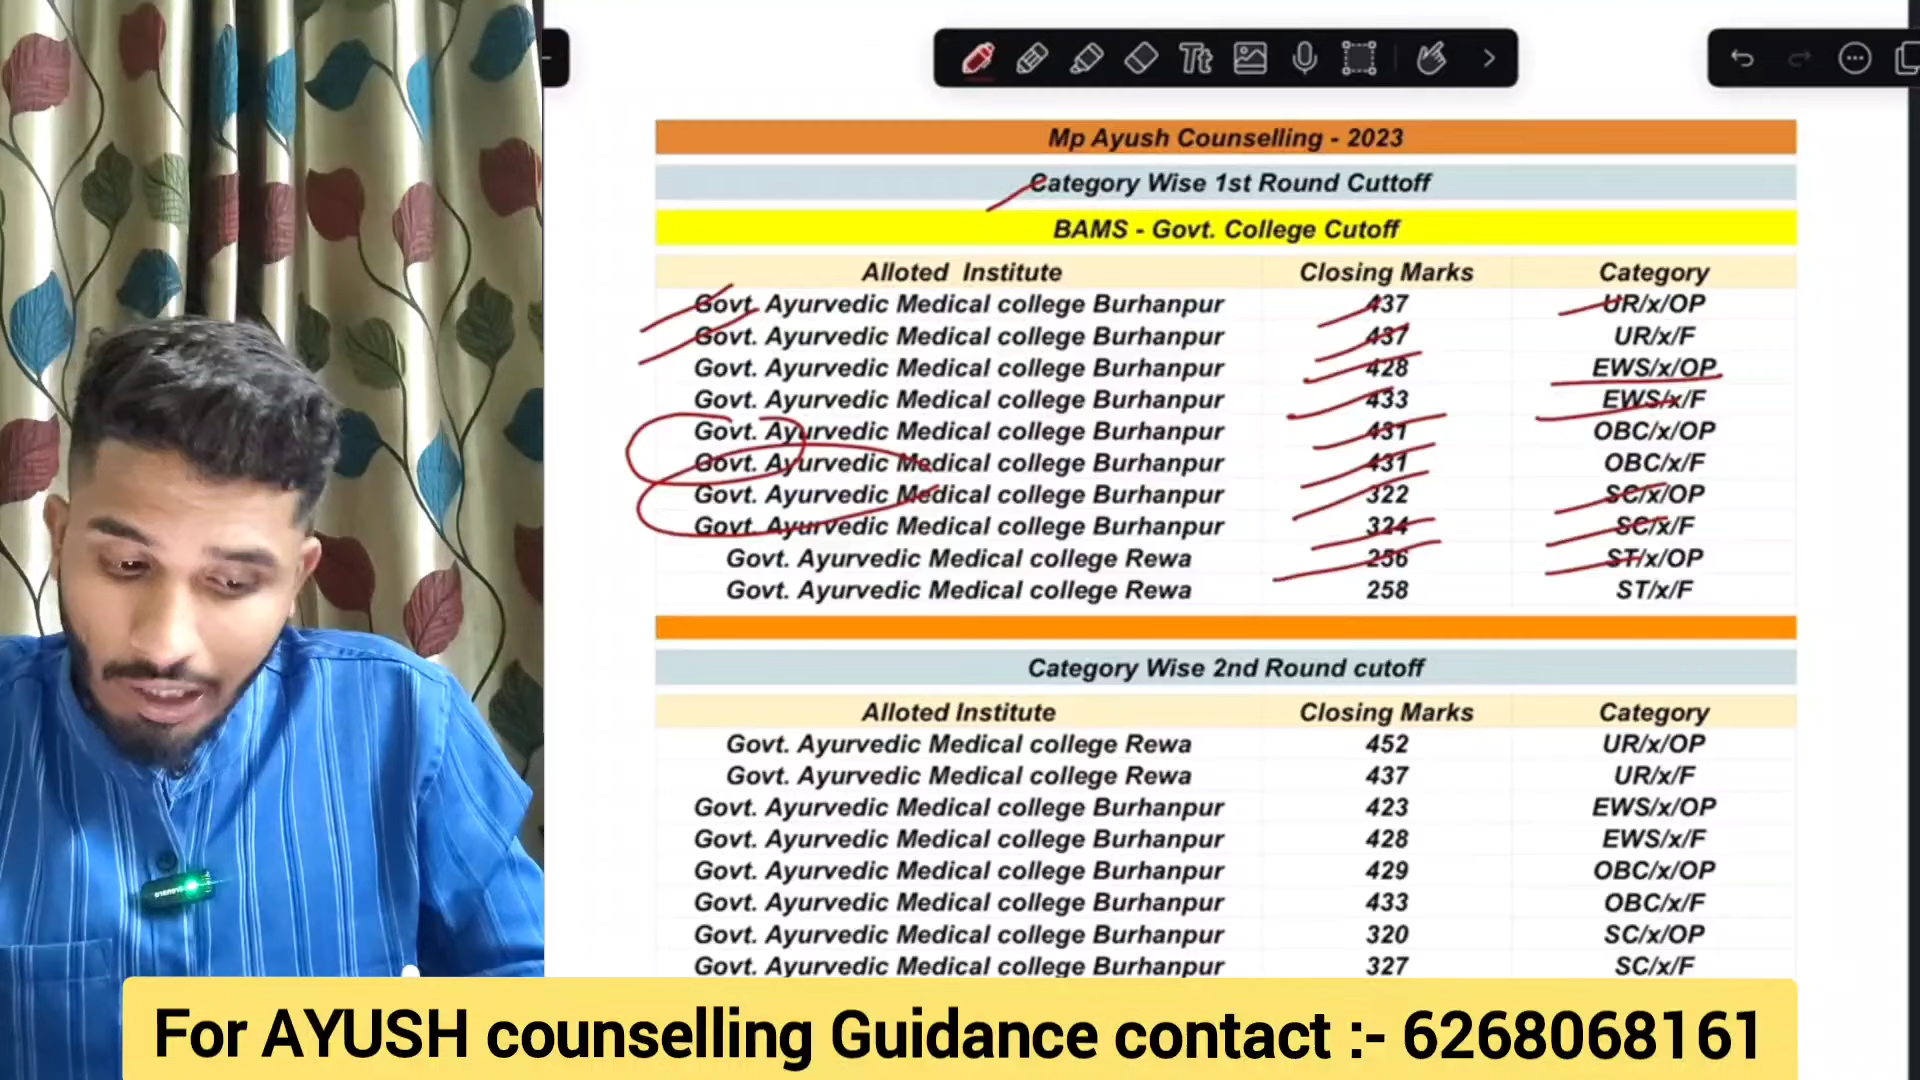 Tt
Mp Ayush Counselling - 2023
Category Wise 1st Round Cuttoff
BAMS - Govt. College Cutoff
Alloted Institute Closing Marks Category
Govt. Ayurvedic Medical college Burhanpur 437 UR/x/OP
Govt. Ayurvedic Medical college Burhanpur 437 UR/x/F
Govt. Ayurvedic Medical college Burhanpur 428 EWS/x/OP
Govt. Ayurvedic Medical college Burhanpur 433 EWS/x/F
Govt. Ayurvedic Medical college Burhanpur 431 OBC/x/OP
Govt. Ayurvedic Medical college Burhanpur 431 OBC/x/F
Govt. Ayurvedic Medical college Burhanpur 322 SC/x/OP
Govt. Ayurvedic Medical college Burhanpur 324 SC/x/F
Govt. Ayurvedic Medical college Rewa 256 ST/x/OP
Govt. Ayurvedic Medical college Rewa 258 ST/x/F
Category Wise 2nd Round cutoff
Alloted Institute Closing Marks Category
Govt. Ayurvedic Medical college Rewa 452 UR/x/OP
Govt. Ayurvedic Medical college Rewa 437 UR/x/F
Govt. Ayurvedic Medical college Burhanpur 423 EWS/x/OP
Govt. Ayurvedic Medical college Burhanpur 428 EWS/x/F
Govt. Ayurvedic Medical college Burhanpur 429 OBC/x/OP
Govt. Ayurvedic Medical college Burhanpur 433 OBC/x/F
Govt. Ayurvedic Medical college Burhanpur 320 SC/x/OP
Govt. Ayurvedic Medical college Burhanpur 327 SC/x/F
For AYUSH counselling Guidance contact :- 6268068161